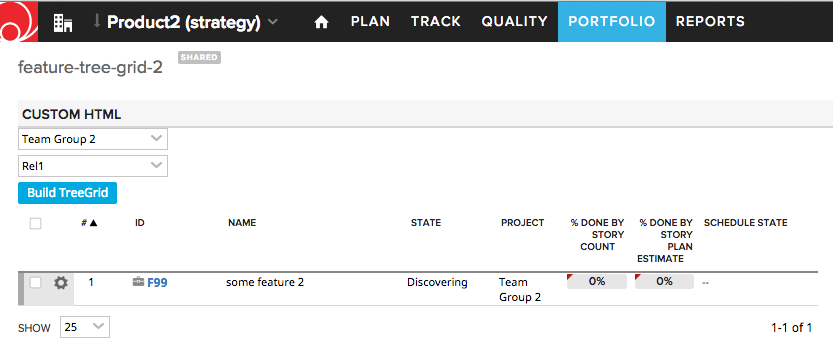 Product2 (strategy) PLAN TRACK QUALITY PORTFOLIO REPORTS
feature-tree-grid-2 SHARED
CUSTOM HTML
Team Group 2
Rel1
Build TreeGrid
# ID NAME STATE PROJECT % DONE BY STORY COUNT % DONE BY STORY PLAN ESTIMATE SCHEDULE STATE
1 F99 some feature 2 Discovering Team Group 2 0% 0% --
SHOW 25 1-1 of 1